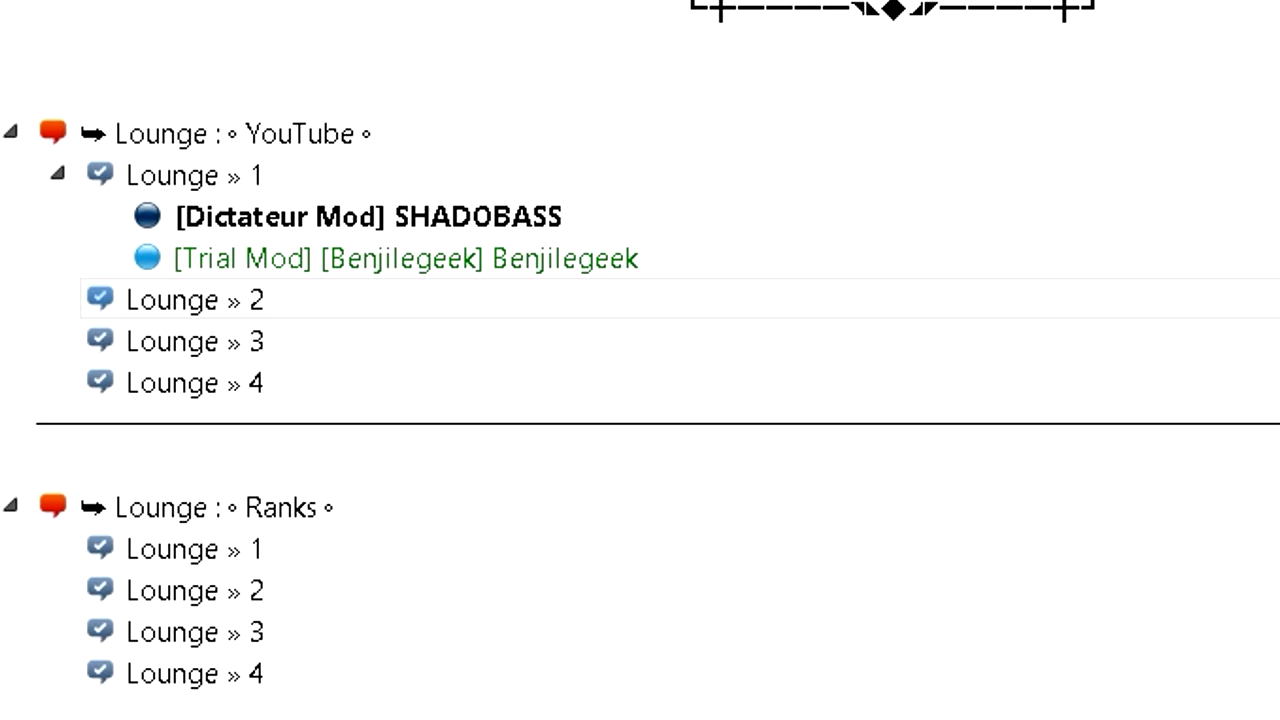 ➥ Lounge : ∘ YouTube ∘
Lounge » 1
[Dictateur Mod] SHADOBASS
[Trial Mod] [Benjilegeek] Benjilegeek
Lounge » 2
Lounge » 3
Lounge » 4
➥ Lounge : ∘ Ranks ∘
Lounge » 1
Lounge » 2
Lounge » 3
Lounge » 4